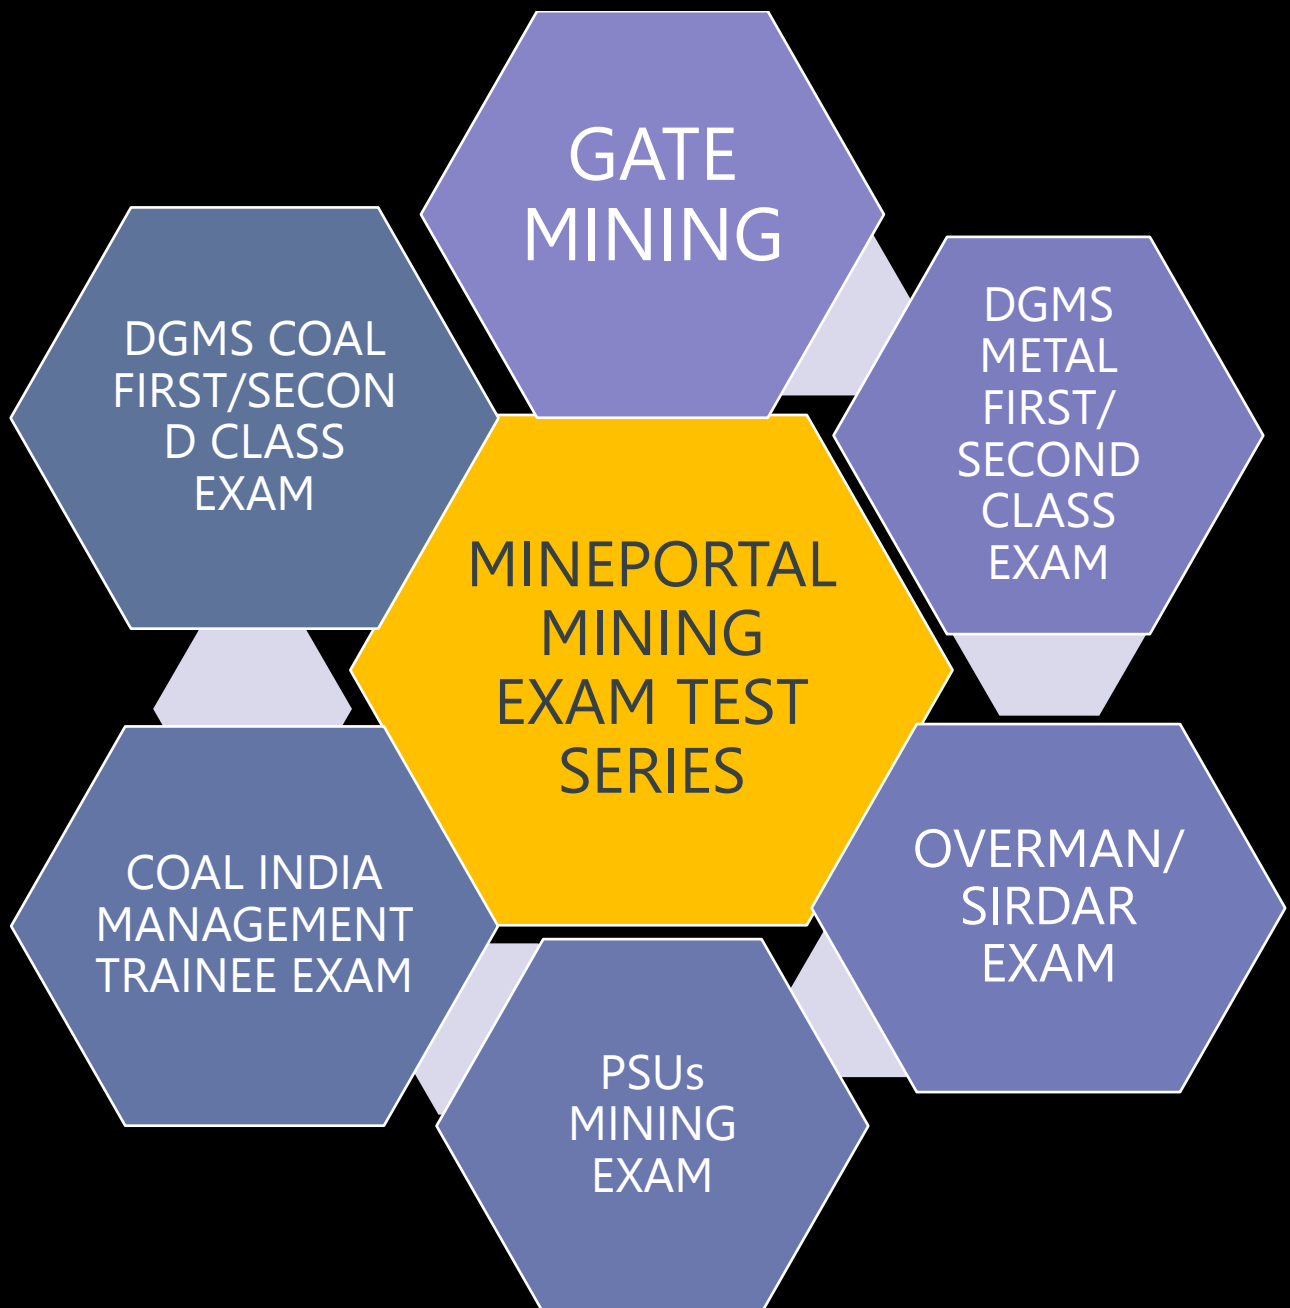 GATE
MINING
DGMS
METAL
FIRST/
SECOND
CLASS
EXAM
OVERMAN/
SIRDAR
EXAM
PSUs
MINING
EXAM
COAL INDIA
MANAGEMENT
TRAINEE EXAM
DGMS COAL
FIRST/SECON
D CLASS
EXAM
MINEPORTAL
MINING
EXAM TEST
SERIES